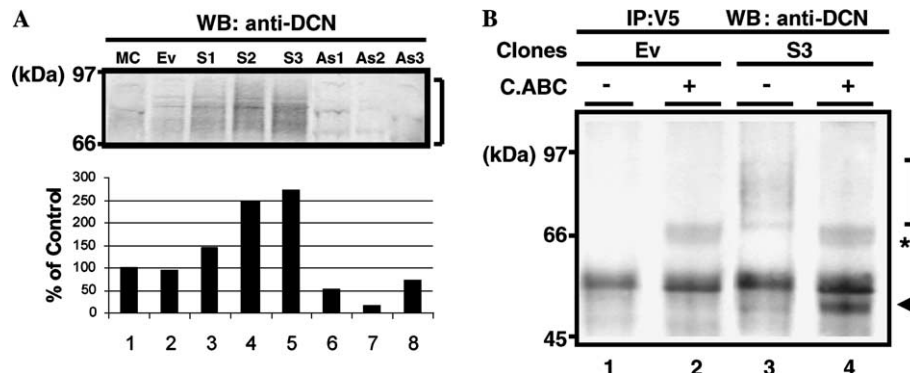 A
WB: anti-DCN
MC Ev S1 S2 S3 As1 As2 As3
(kDa) 97
66
% of Control
300
250
200
150
100
50
0
1 2 3 4 5 6 7 8
B
IP:V5 WB: anti-DCN
Clones Ev S3
C.ABC - + - +
(kDa) 97
66
*
45
1 2 3 4